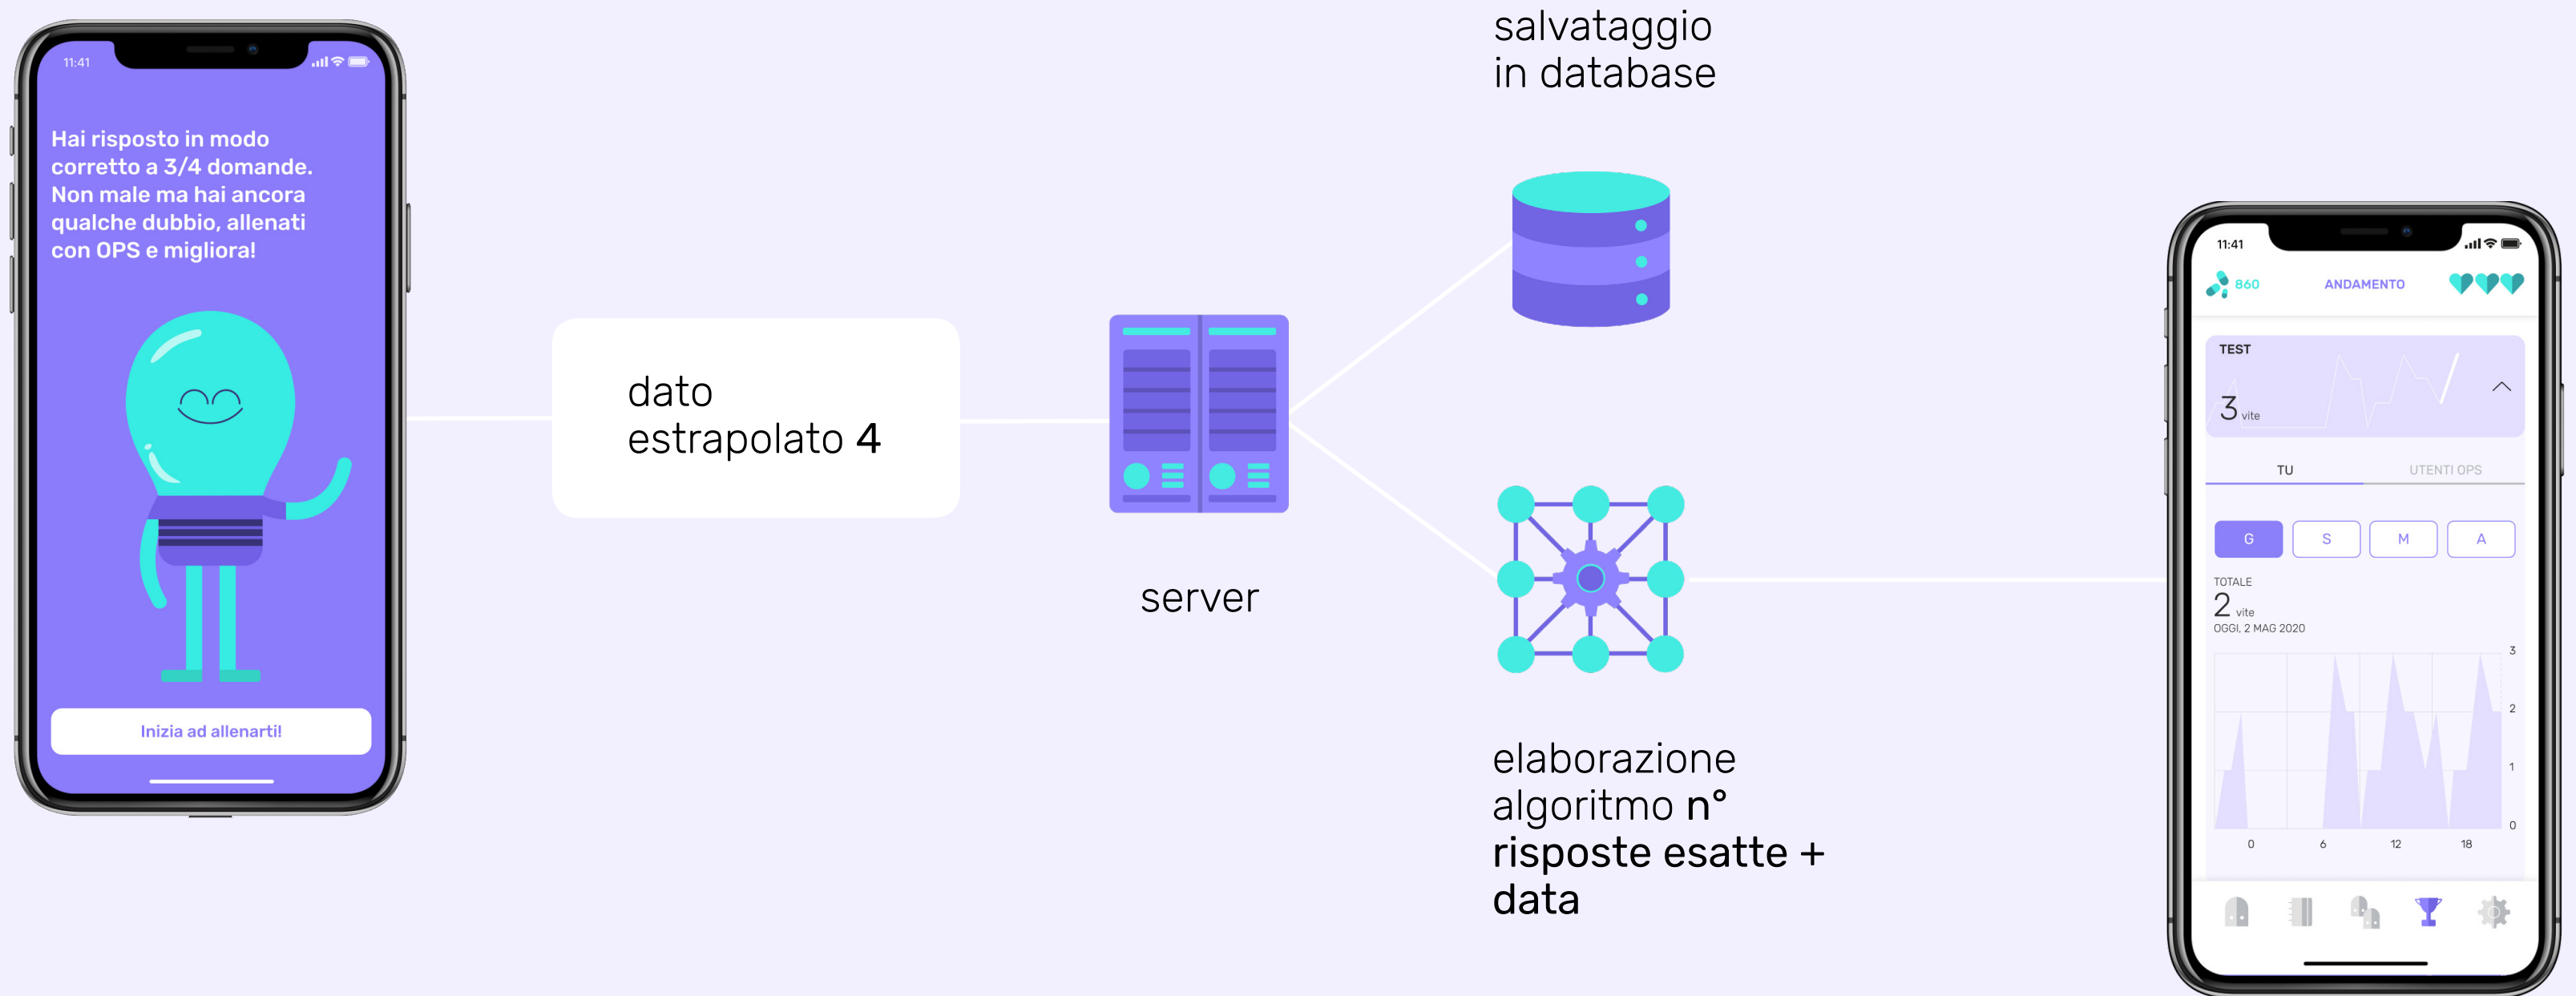 11:41
Hai risposto in modo
corretto a 3/4 domande.
Non male ma hai ancora
qualche dubbio, allenati
con OPS e migliora!
Inizia ad allenarti!
dato
estrapolato 4
server
salvataggio
in database
elaborazione
algoritmo n°
risposte esatte +
data
11:41
860
ANDAMENTO
TEST
3 vite
TU
UTENTI OPS
G
S
M
A
TOTALE
2 vite
OGGI, 2 MAG 2020
3
2
1
0
0
6
12
18